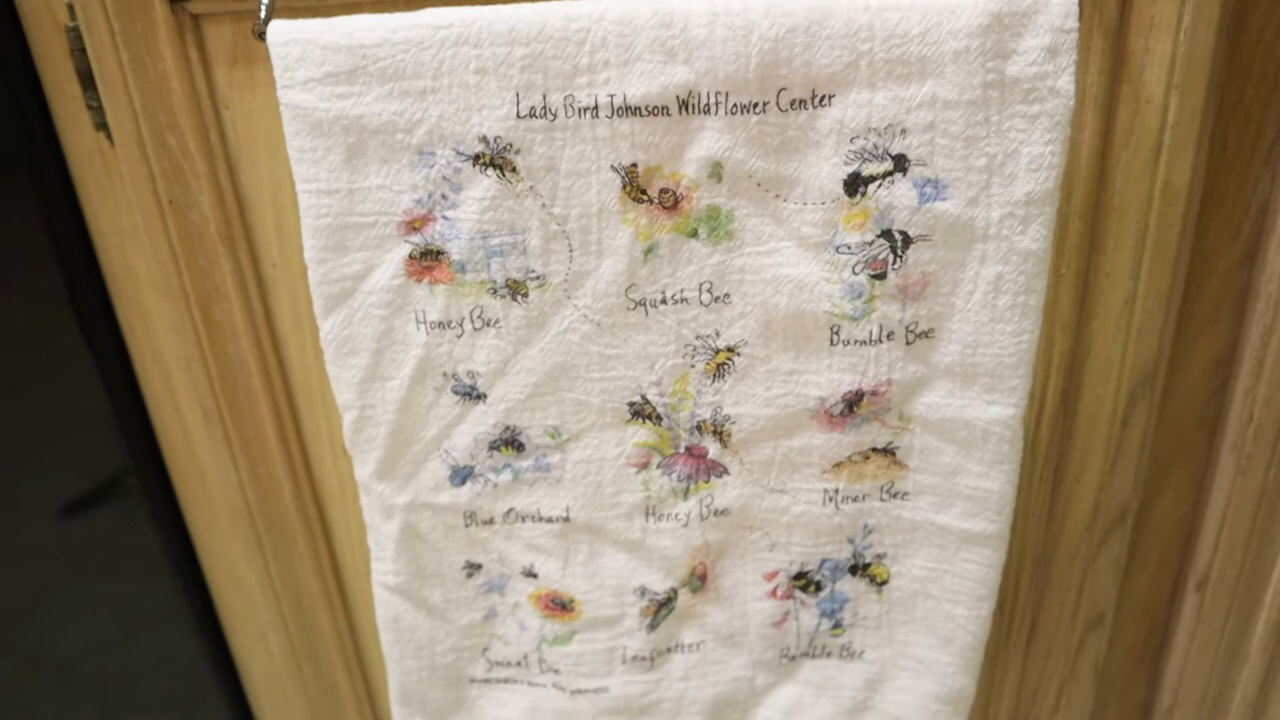 Lady Bird Johnson Wildflower Center
Honey Bee
Squash Bee
Bumble Bee
Blue Orchard
Honey Bee
Miner Bee
Sweat Bee
Leafcutter
Bumble Bee